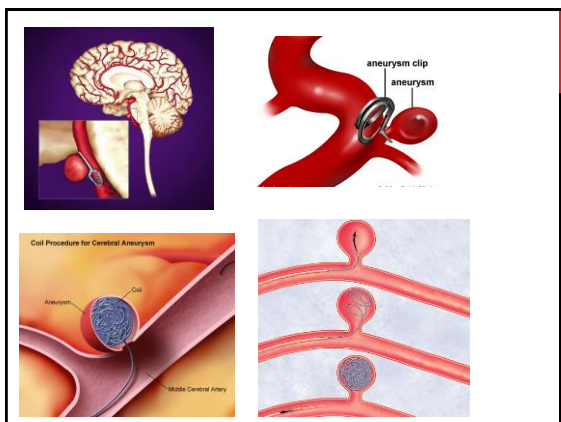 aneurysm clip
aneurysm
Coil Procedure for Cerebral Aneurysm
Coil
Aneurysm
Middle Cerebral Artery